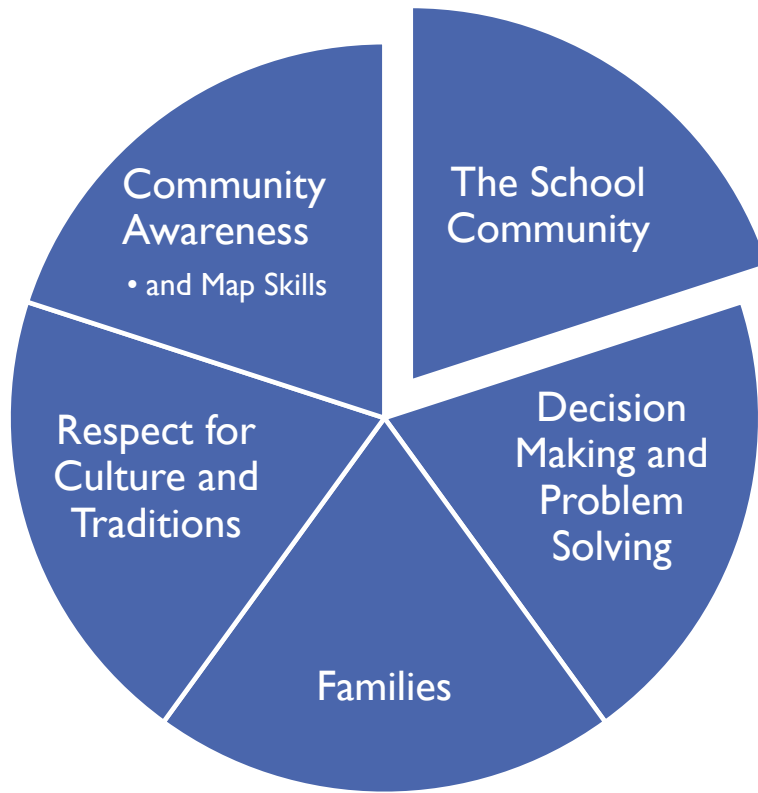 The School
Community
Decision
Making and
Problem
Solving
Families
Respect for
Culture and
Traditions
Community
Awareness
• and Map Skills